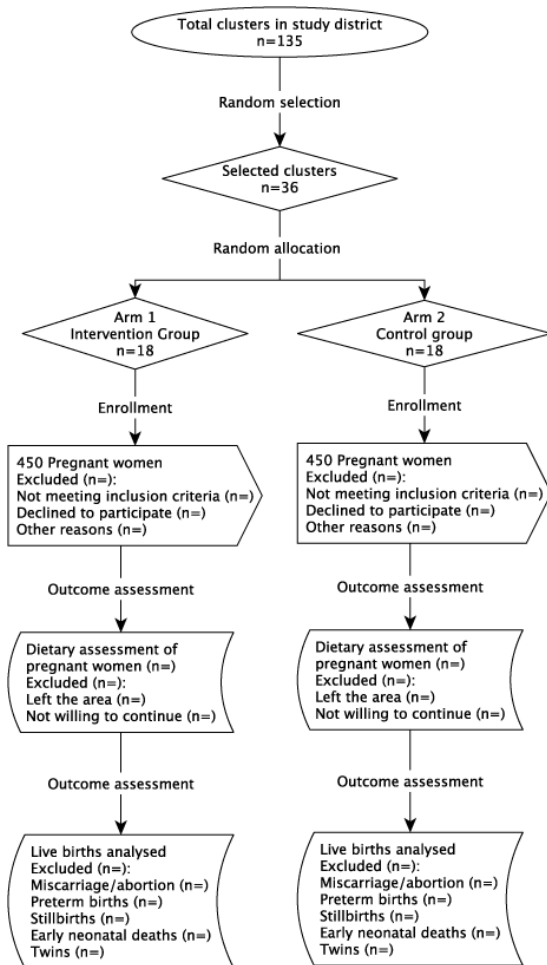 Total clusters in study district
n=135
Random selection
Selected clusters
n=36
Random allocation
Arm 1
Intervention Group
n=18
Arm 2
Control group
n=18
Enrollment
Enrollment
450 Pregnant women
Excluded (n=):
Not meeting inclusion criteria (n=)
Declined to participate (n=)
Other reasons (n=)
450 Pregnant women
Excluded (n=):
Not meeting inclusion criteria (n=)
Declined to participate (n=)
Other reasons (n=)
Outcome assessment
Outcome assessment
Dietary assessment of
pregnant women (n=)
Excluded (n=):
Left the area (n=)
Not willing to continue (n=)
Dietary assessment of
pregnant women (n=)
Excluded (n=):
Left the area (n=)
Not willing to continue (n=)
Outcome assessment
Outcome assessment
Live births analysed
Excluded (n=):
Miscarriage/abortion (n=)
Preterm births (n=)
Stillbirths (n=)
Early neonatal deaths (n=)
Twins (n=)
Live births analysed
Excluded (n=):
Miscarriage/abortion (n=)
Preterm births (n=)
Stillbirths (n=)
Early neonatal deaths (n=)
Twins (n=)